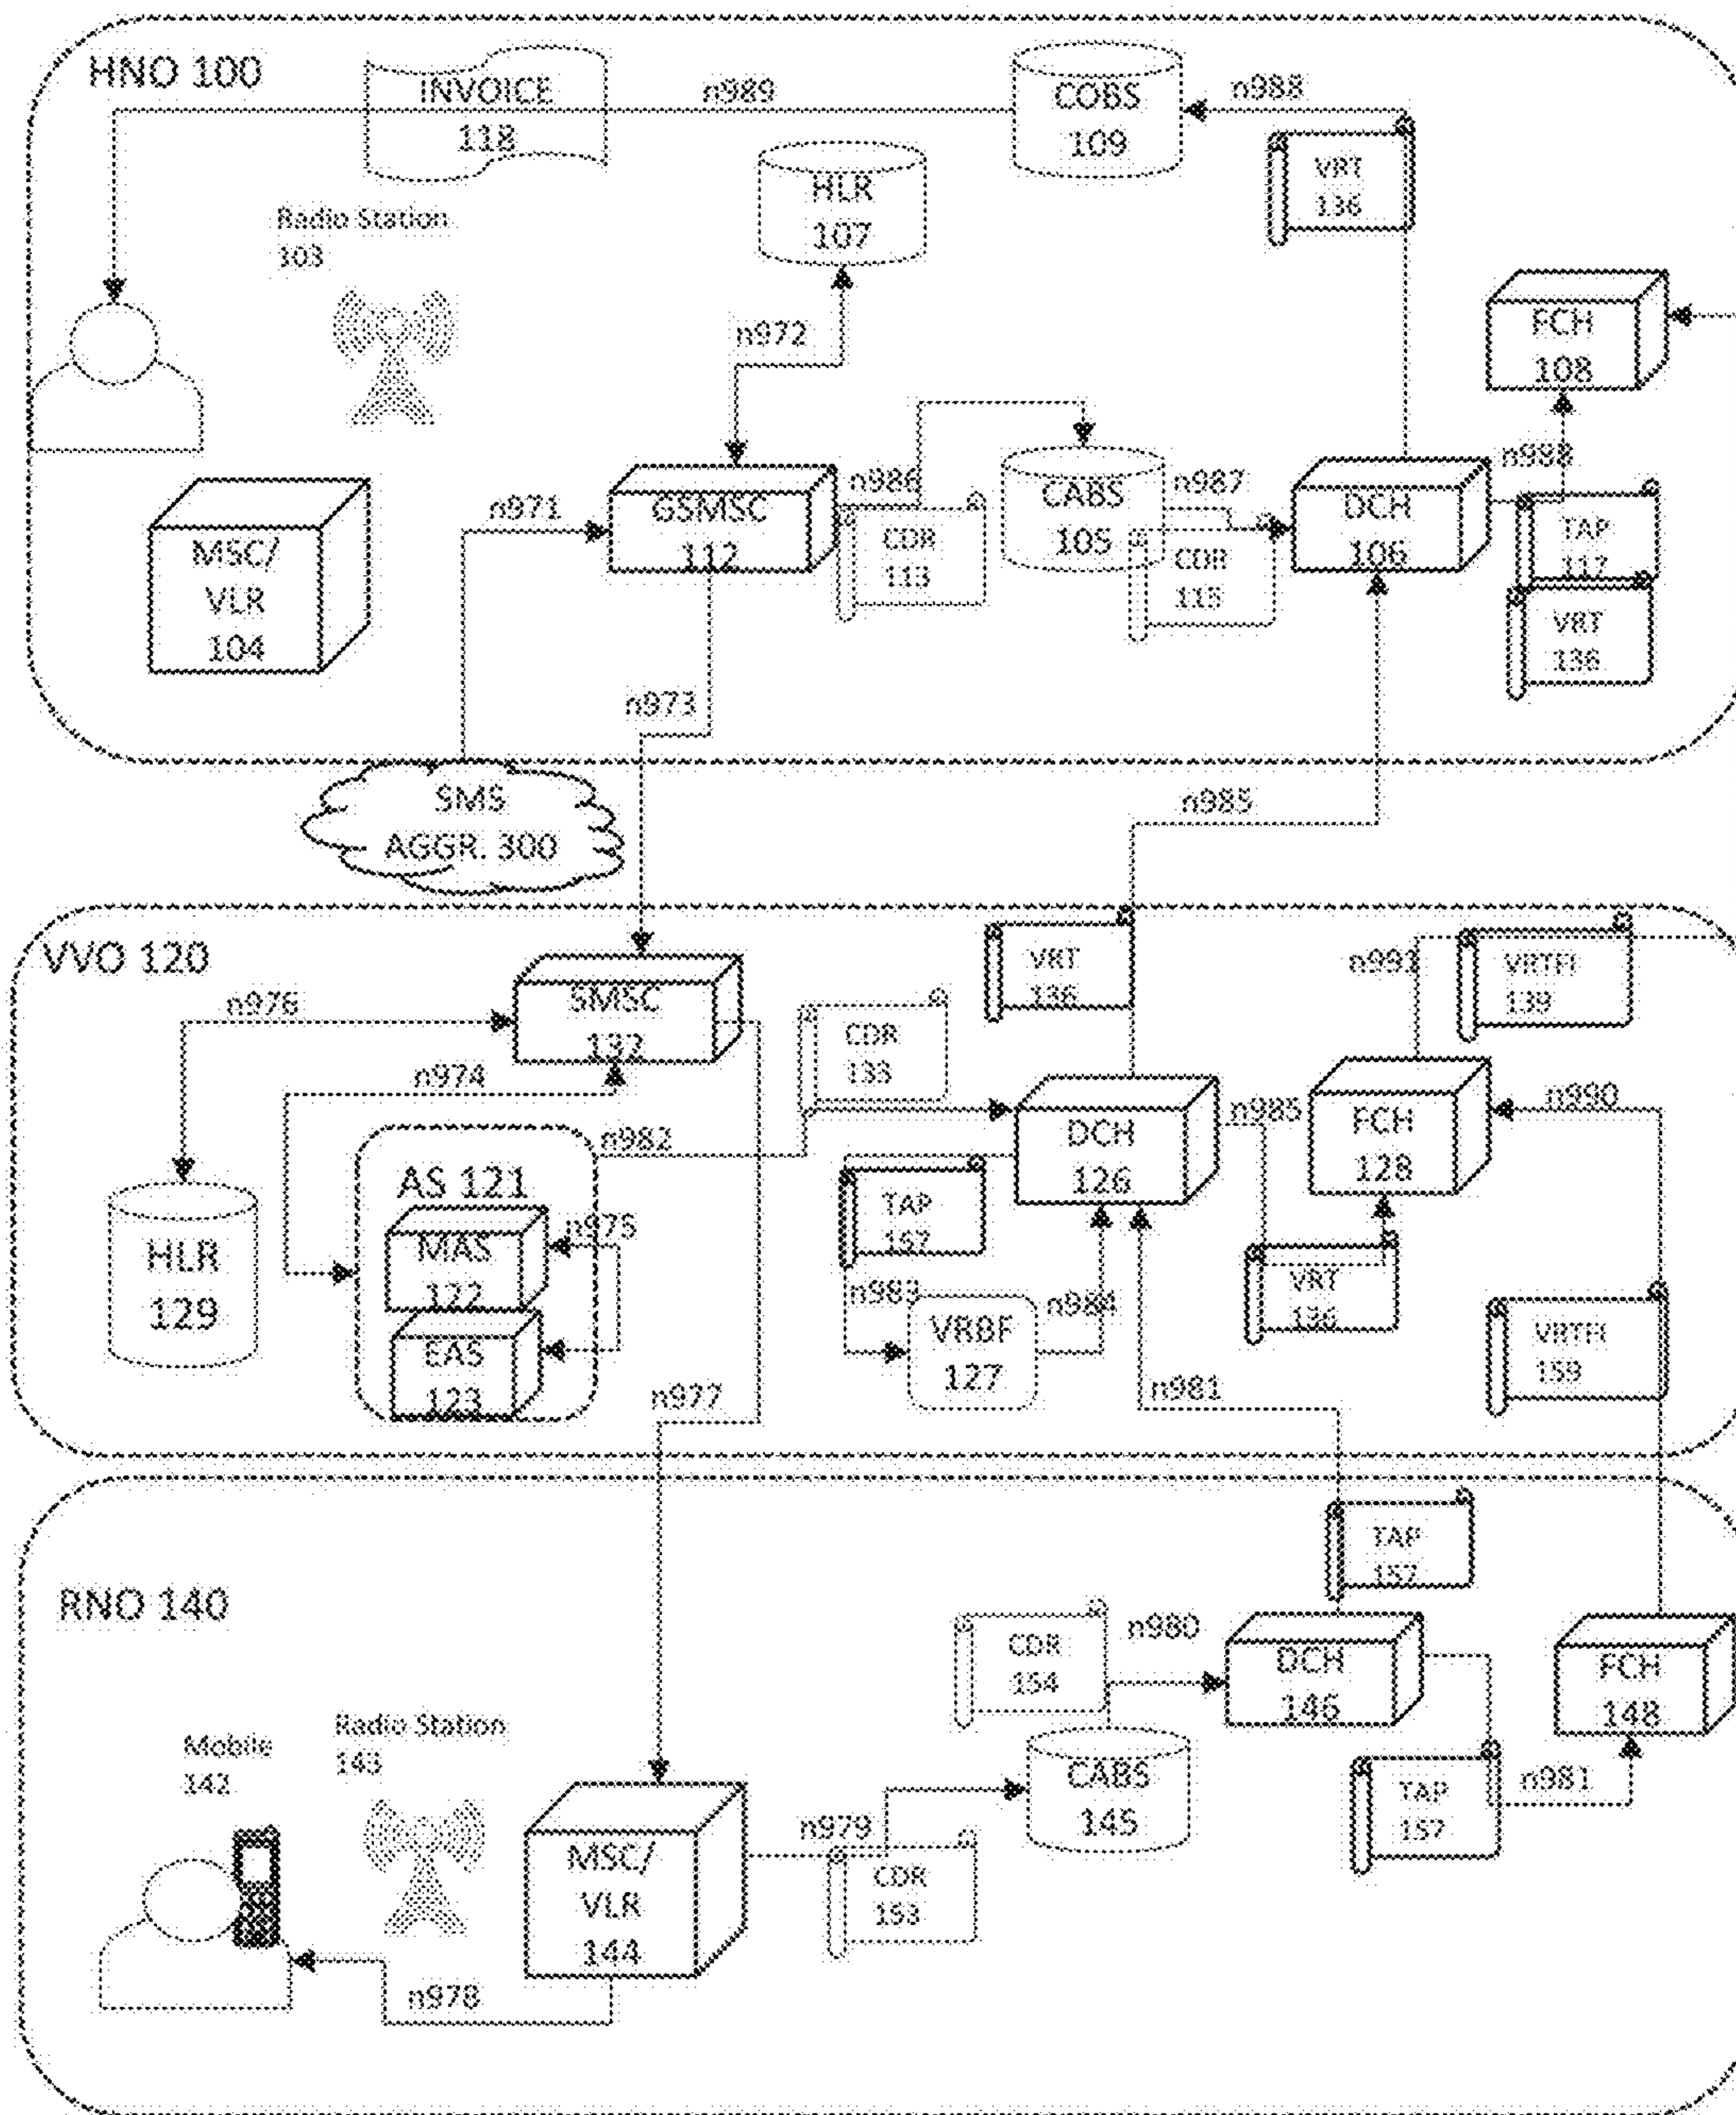 HNO 100
INVOICE
118
n989
COBS
109
n988
VRT
136
HLR
107
Radio Station
103
n972
FCH
108
n971
GSMSC
112
n986
CDR
113
CABS
105
n987
CDR
115
DCH
106
n988
TAP
117
VRT
136
MSC/
VLR
104
n973
SMS
AGGR. 300
n985
VVO 120
n976
SMSC
132
n974
VRT
136
n991
VRTFI
139
CDR
133
n982
DCH
126
n985
FCH
128
n990
AS 121
MAS
122
n975
EAS
123
HLR
129
TAP
157
n983
VRBF
127
n984
VRT
136
VRTFI
159
n977
n981
RNO 140
TAP
157
CDR
154
n980
DCH
146
FCH
148
Mobile
142
Radio Station
143
MSC/
VLR
144
n979
CDR
153
CABS
145
TAP
157
n981
n978